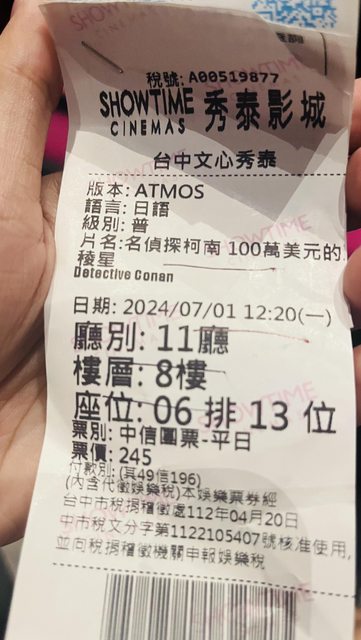 稅號: A00519877
SHOWTIME 秀泰影城
CINEMAS
台中文心秀泰
版本: ATMOS
語言: 日語
級別: 普
片名:名偵探柯南 100萬美元的
稜星
Detective Conan
日期: 2024/07/01 12:20(一)
廳別: 11廳
樓層: 8樓
座位: 06 排 13 位
票別: 中信團票-平日
票價: 245
付款別: (其49信196)
(內含代徵娛樂稅)本娛樂票券經
台中市稅捐稽徵處112年04月20日
中市稅文分字第1122105407號核准使用,
並向稅捐稽徵機關申報娛樂稅